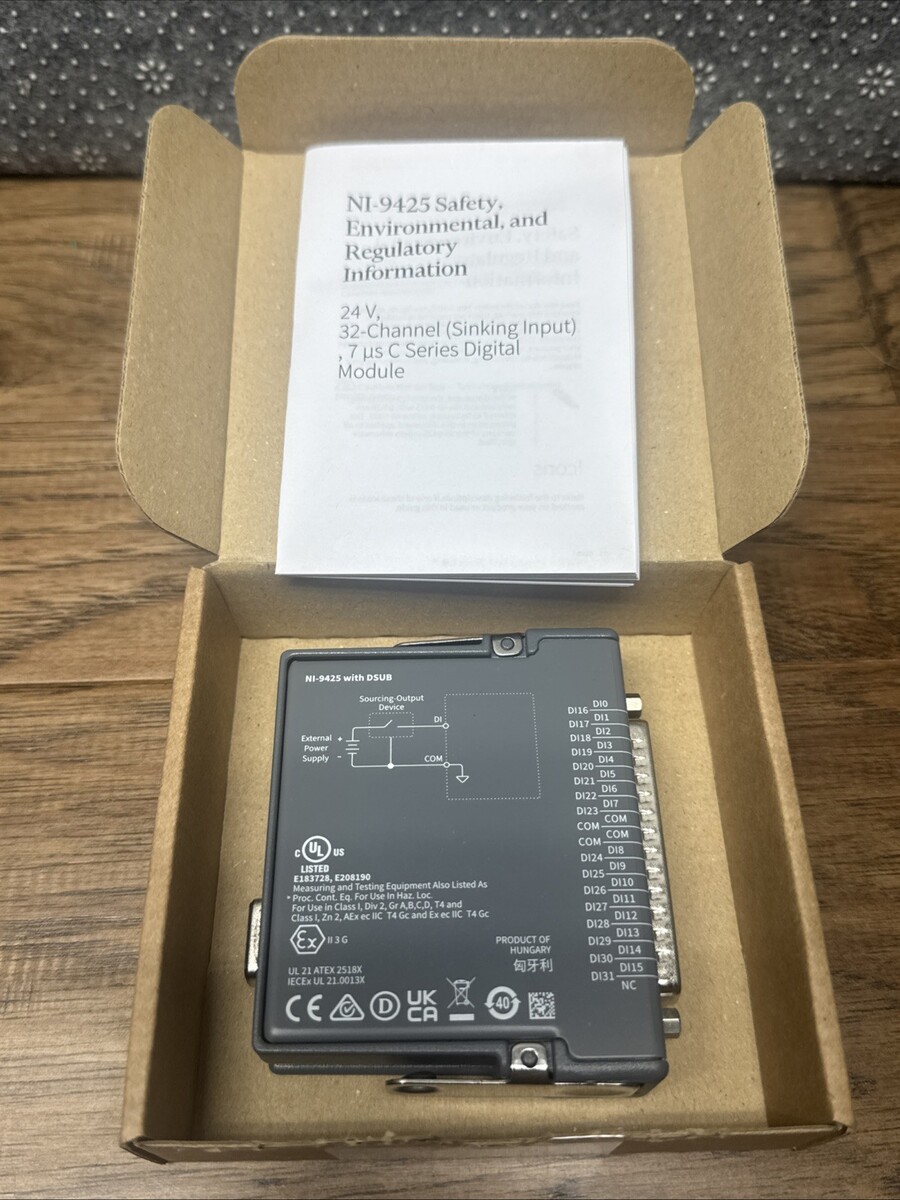 NI-9425 Safety,
Environmental, and
Regulatory
Information
24 V,
32-Channel (Sinking Input)
, 7 µs C Series Digital
Module
Icons
NI-9425 with DSUB
Sourcing-Output
Device
DI
External
Power
Supply
+
-
COM
DI0
DI16
DI1
DI17
DI2
DI18
DI3
DI19
DI4
DI20
DI5
DI21
DI6
DI22
DI7
DI23
COM
COM
COM
COM
DI8
DI24
DI9
DI25
DI10
DI26
DI11
DI27
DI12
DI28
DI13
DI29
DI14
DI30
DI15
DI31
NC
C UL US
LISTED
E183728, E208190
Measuring and Testing Equipment Also Listed As
Proc. Cont. Eq. For Use In Haz. Loc.
For Use in Class I, Div 2, Gr A,B,C,D, T4 and
Class I, Zn 2, AEx ec IIC T4 Gc and Ex ec IIC T4 Gc
Ex II 3 G
PRODUCT OF
HUNGARY
匈牙利
UL 21 ATEX 2518X
IECEx UL 21.0013X
CE D UK CA 40